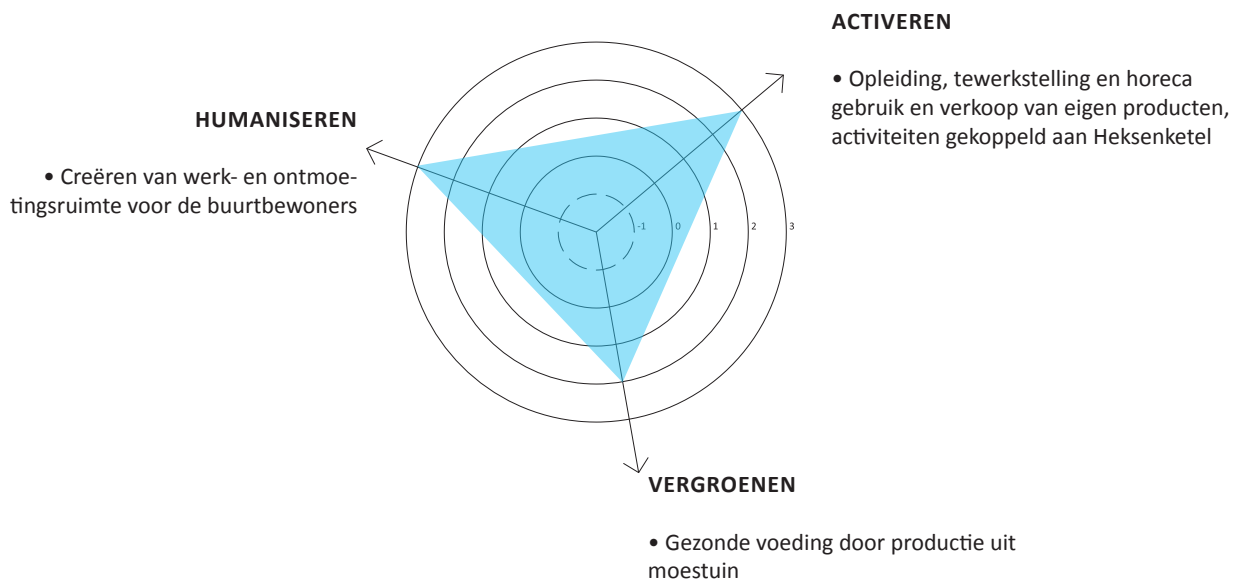 ACTIVEREN
• Opleiding, tewerkstelling en horeca
gebruik en verkoop van eigen producten,
activiteiten gekoppeld aan Heksenketel
HUMANISEREN
• Creëren van werk- en ontmoe-
tingsruimte voor de buurtbewoners
-1 0 1 2 3
VERGROENEN
• Gezonde voeding door productie uit
moestuin